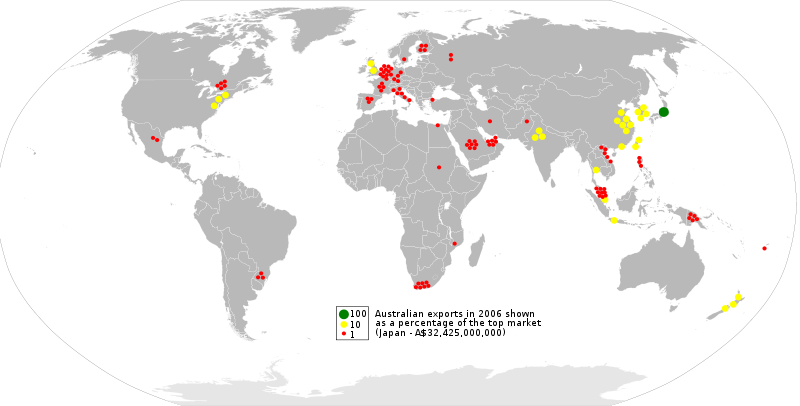 100 Australian exports in 2006 shown
10 as a percentage of the top market
1 (Japan - A$32,425,000,000)